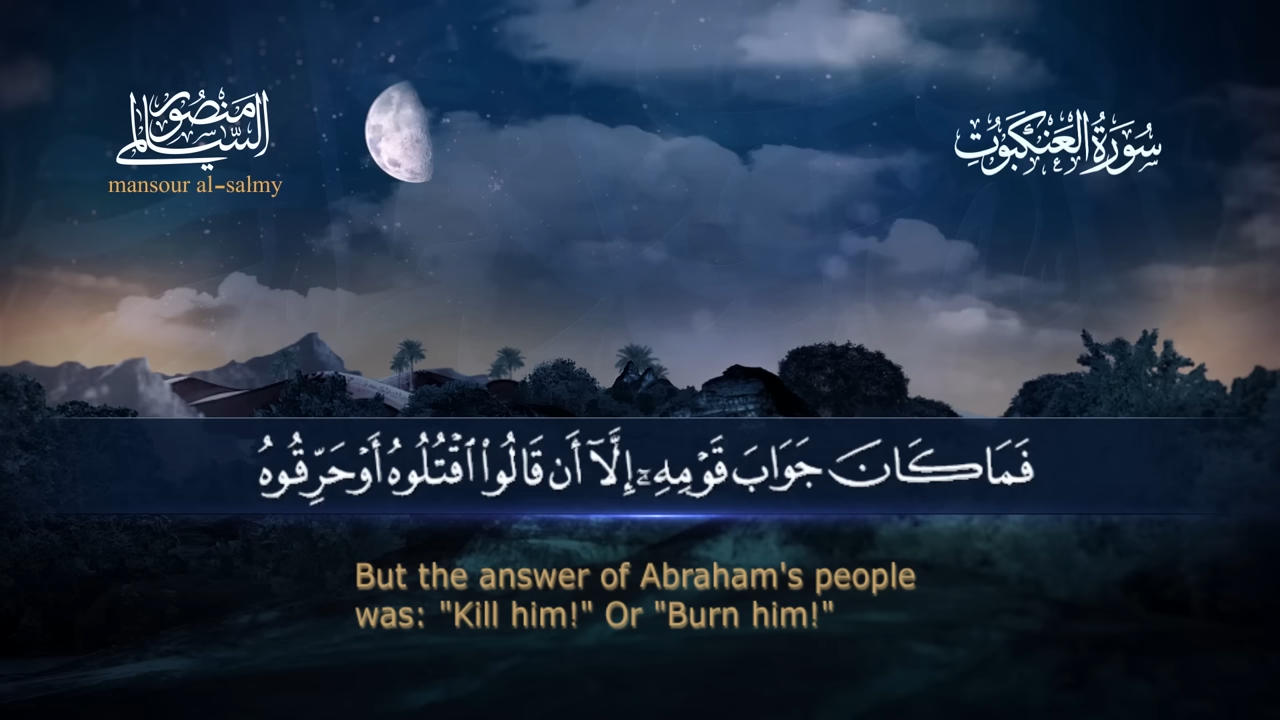 منصور السالمي
mansour al-salmy
سُورَةُ العَنكَبُوتِ
فَمَا كَانَ جَوَابَ قَوْمِهِۦٓ إِلَّآ أَن قَالُوا۟ ٱقْتُلُوهُ أَوْ حَرِّقُوهُ
But the answer of Abraham's people
was: "Kill him!" Or "Burn him!"